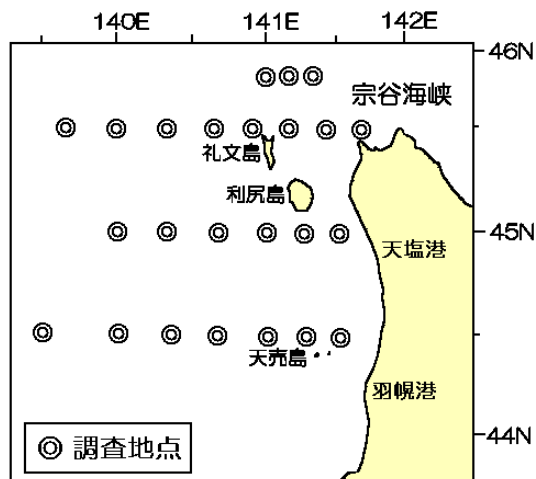 140E 141E 142E
46N
宗谷海峡
礼文島
利尻島
45N
天塩港
天売島
羽幌港
◎ 調査地点
44N